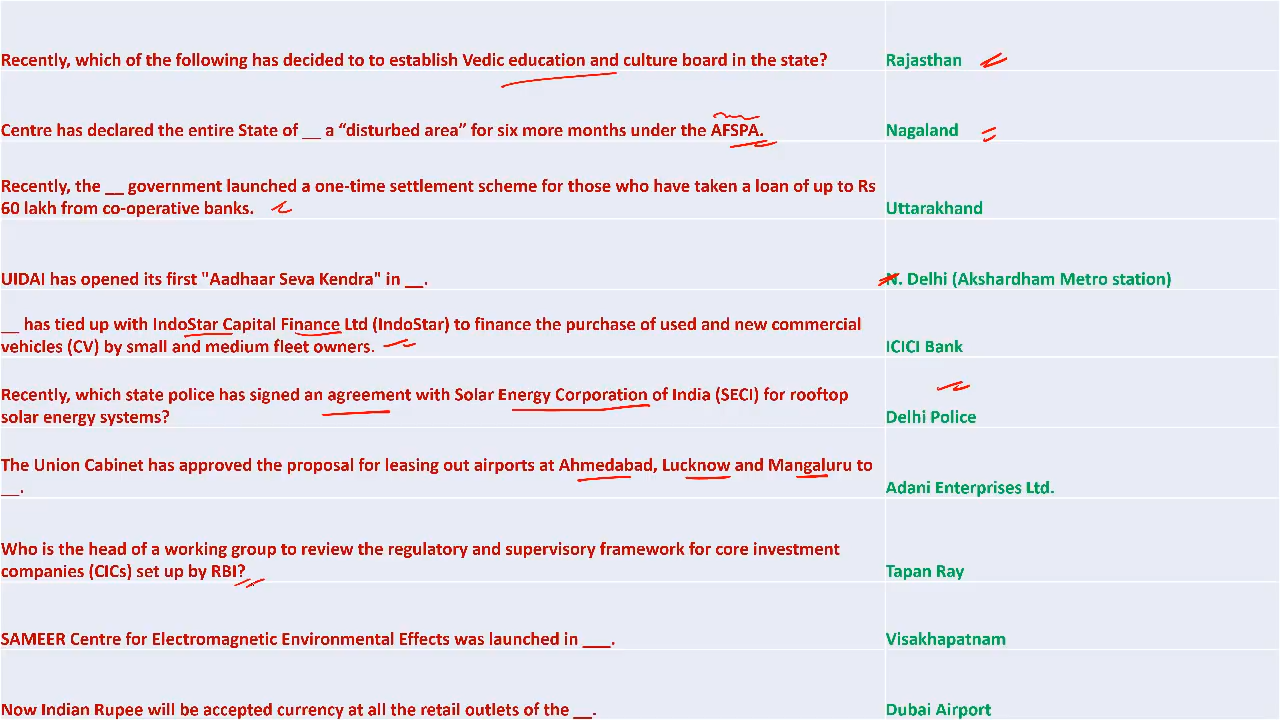 Recently, which of the following has decided to to establish Vedic education and culture board in the state? Rajasthan
Centre has declared the entire State of __ a “disturbed area” for six more months under the AFSPA. Nagaland
Recently, the __ government launched a one-time settlement scheme for those who have taken a loan of up to Rs
60 lakh from co-operative banks. Uttarakhand
UIDAI has opened its first "Aadhaar Seva Kendra" in __. N. Delhi (Akshardham Metro station)
__ has tied up with IndoStar Capital Finance Ltd (IndoStar) to finance the purchase of used and new commercial
vehicles (CV) by small and medium fleet owners. ICICI Bank
Recently, which state police has signed an agreement with Solar Energy Corporation of India (SECI) for rooftop
solar energy systems? Delhi Police
The Union Cabinet has approved the proposal for leasing out airports at Ahmedabad, Lucknow and Mangaluru to
__. Adani Enterprises Ltd.
Who is the head of a working group to review the regulatory and supervisory framework for core investment
companies (CICs) set up by RBI? Tapan Ray
SAMEER Centre for Electromagnetic Environmental Effects was launched in ___. Visakhapatnam
Now Indian Rupee will be accepted currency at all the retail outlets of the __. Dubai Airport